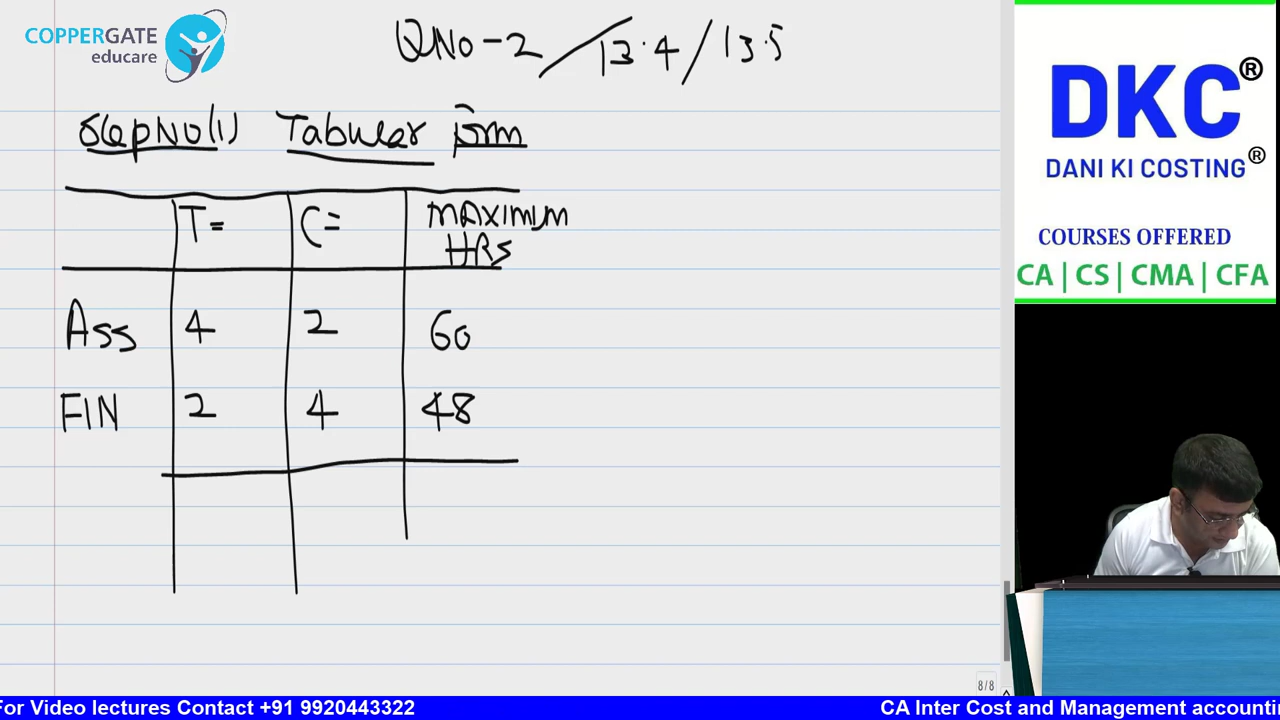 COPPERGATE
educare
QNo-2 / 13.4 / 13.5
StepNo(1) Tabular form
T= C= MAXIMUM HRS
Ass 4 2 60
FIN 2 4 48
DKC®
DANI KI COSTING®
COURSES OFFERED
CA | CS | CMA | CFA
8/8
For Video lectures Contact +91 9920443322
CA Inter Cost and Management accounti